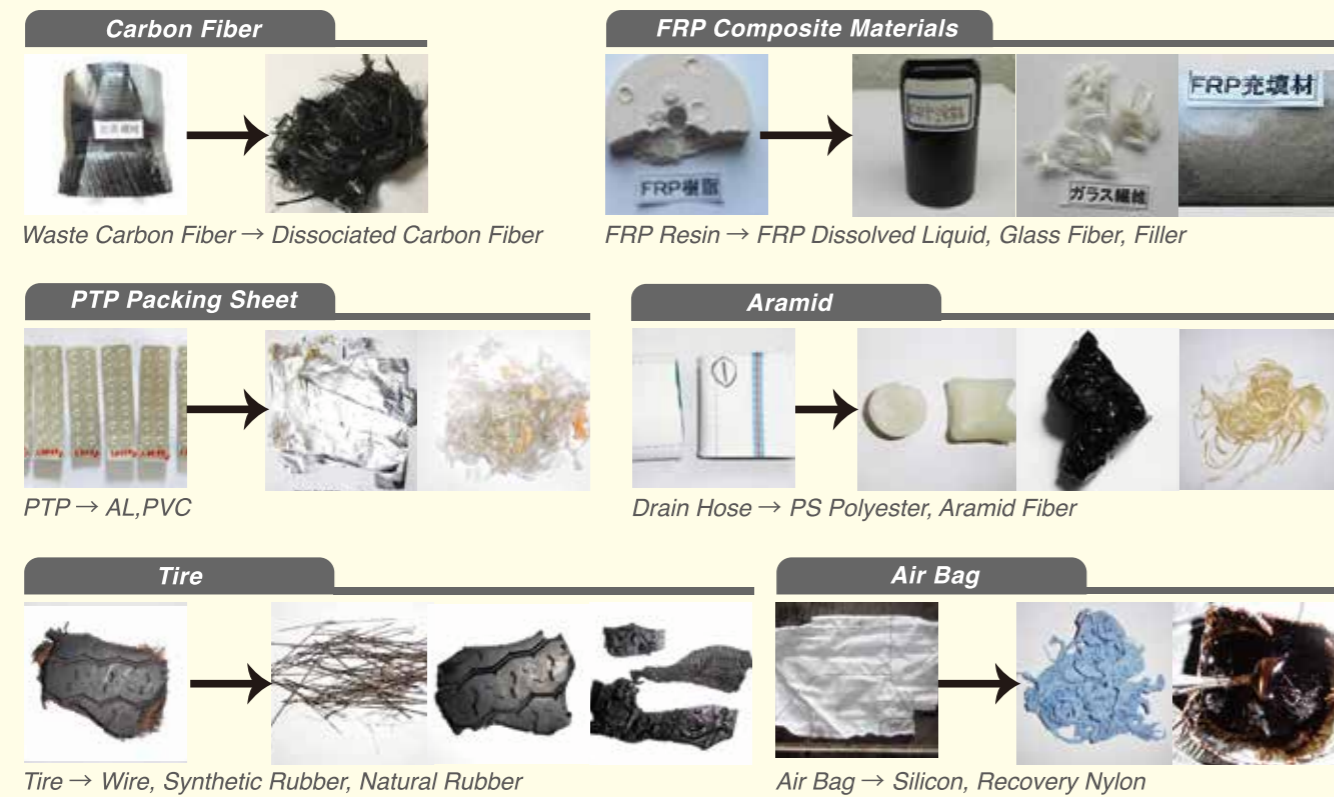 Carbon Fiber
Waste Carbon Fiber → Dissociated Carbon Fiber
FRP Composite Materials
FRP樹脂
ガラス繊維
FRP充填材
FRP Resin → FRP Dissolved Liquid, Glass Fiber, Filler
PTP Packing Sheet
PTP → AL,PVC
Aramid
1
Drain Hose → PS Polyester, Aramid Fiber
Tire
Tire → Wire, Synthetic Rubber, Natural Rubber
Air Bag
Air Bag → Silicon, Recovery Nylon